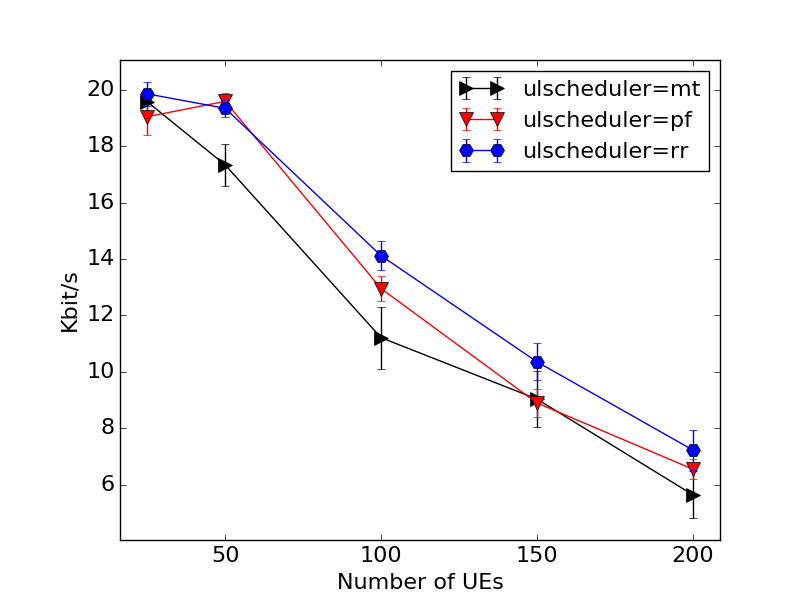 20
18
16
14
12
10
8
6
Kbit/s
ulscheduler=mt
ulscheduler=pf
ulscheduler=rr
50 100 150 200
Number of UEs